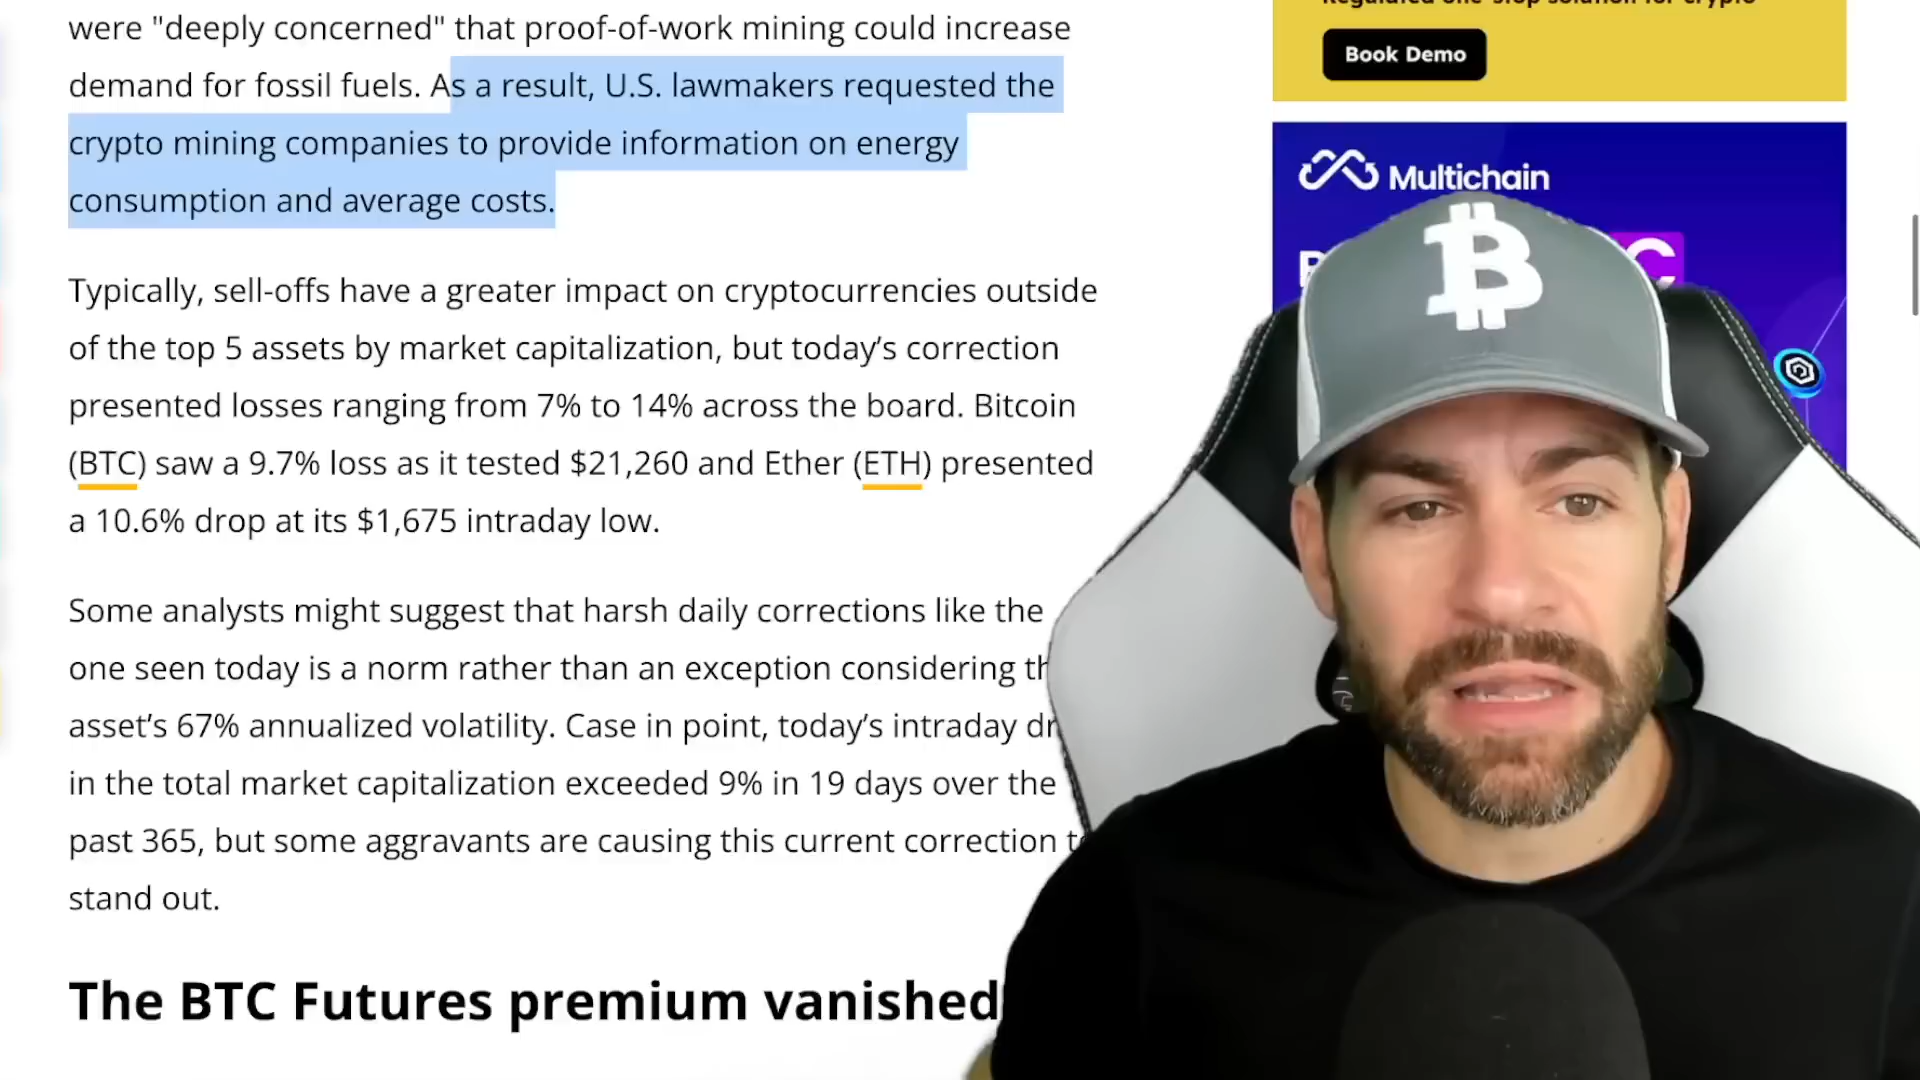 were "deeply concerned" that proof-of-work mining could increase
demand for fossil fuels. As a result, U.S. lawmakers requested the
crypto mining companies to provide information on energy
consumption and average costs.
Typically, sell-offs have a greater impact on cryptocurrencies outside
of the top 5 assets by market capitalization, but today’s correction
presented losses ranging from 7% to 14% across the board. Bitcoin
(BTC) saw a 9.7% loss as it tested $21,260 and Ether (ETH) presented
a 10.6% drop at its $1,675 intraday low.
Some analysts might suggest that harsh daily corrections like the
one seen today is a norm rather than an exception considering
asset’s 67% annualized volatility. Case in point, today’s intraday
in the total market capitalization exceeded 9% in 19 days over the
past 365, but some aggravants are causing this current correction
stand out.
The BTC Futures premium vanished
Regulated one-stop solution for crypto
Book Demo
Multichain